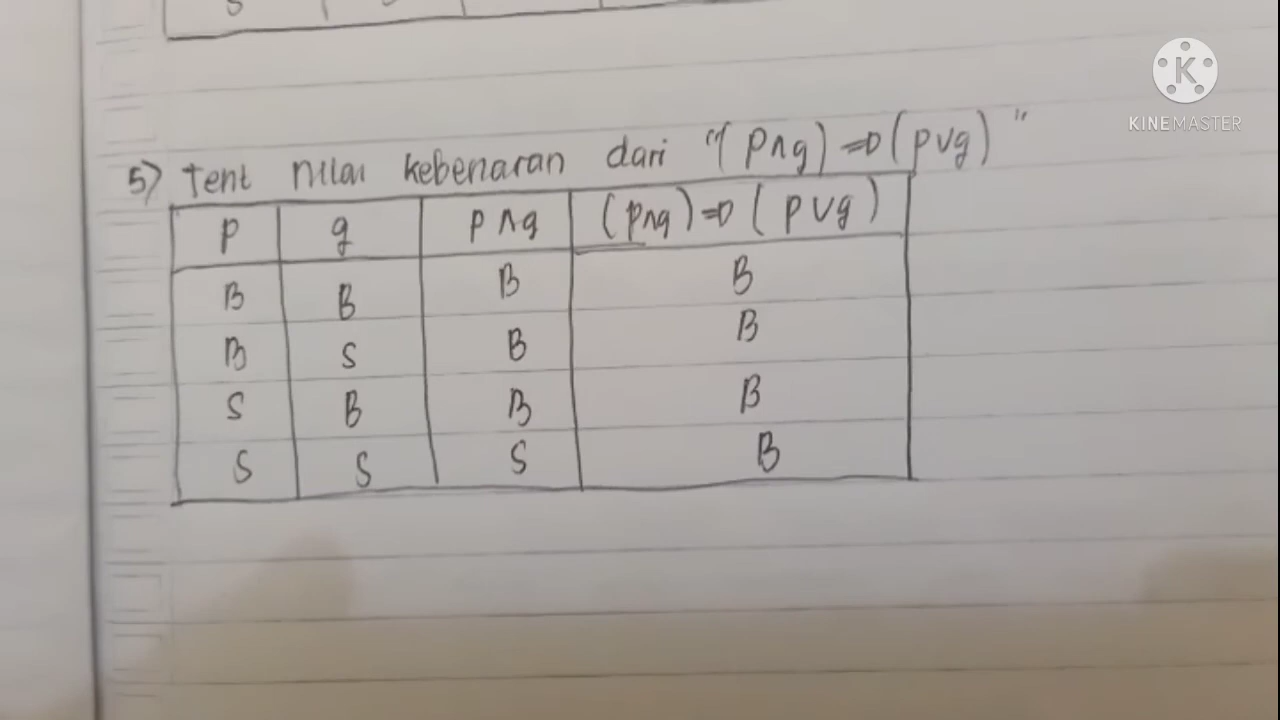 KINEMASTER
5) Tent nilai kebenaran dari "(p∧q) ⇒ (p∨q)"
p q p∧q (p∧q) ⇒ (p∨q)
B B B B
B S B B
S B B B
S S S B